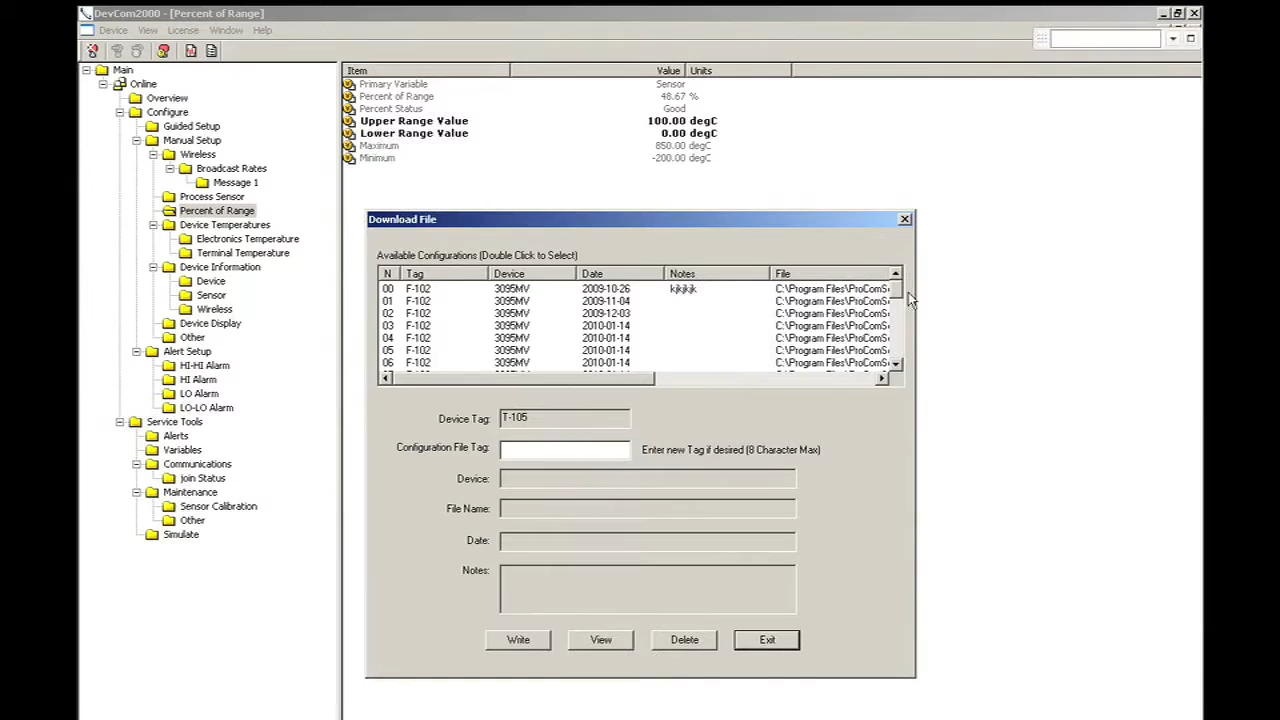 DevCom2000 - [Percent of Range]
Device View License Window Help
Main
Online
Overview
Configure
Guided Setup
Manual Setup
Wireless
Broadcast Rates
Message 1
Process Sensor
Percent of Range
Device Temperatures
Electronics Temperature
Terminal Temperature
Device Information
Device
Sensor
Wireless
Device Display
Other
Alert Setup
HI-HI Alarm
HI Alarm
LO Alarm
LO-LO Alarm
Service Tools
Alerts
Variables
Communications
join Status
Maintenance
Sensor Calibration
Other
Simulate
Item Value Units
Primary Variable Sensor
Percent of Range 48.67 %
Percent Status Good
Upper Range Value 100.00 degC
Lower Range Value 0.00 degC
Maximum 850.00 degC
Minimum -200.00 degC
Download File
Available Configurations (Double Click to Select)
N Tag Device Date Notes File
00 F-102 3095MV 2009-10-26 kjkjkjk C:\Program Files\ProComSo
01 F-102 3095MV 2009-11-04 C:\Program Files\ProComSo
02 F-102 3095MV 2009-12-03 C:\Program Files\ProComSo
03 F-102 3095MV 2010-01-14 C:\Program Files\ProComSo
04 F-102 3095MV 2010-01-14 C:\Program Files\ProComSo
05 F-102 3095MV 2010-01-14 C:\Program Files\ProComSo
06 F-102 3095MV 2010-01-14 C:\Program Files\ProComSo
Device Tag: T-105
Configuration File Tag: Enter new Tag if desired (8 Character Max)
Device:
File Name:
Date:
Notes:
Write View Delete Exit